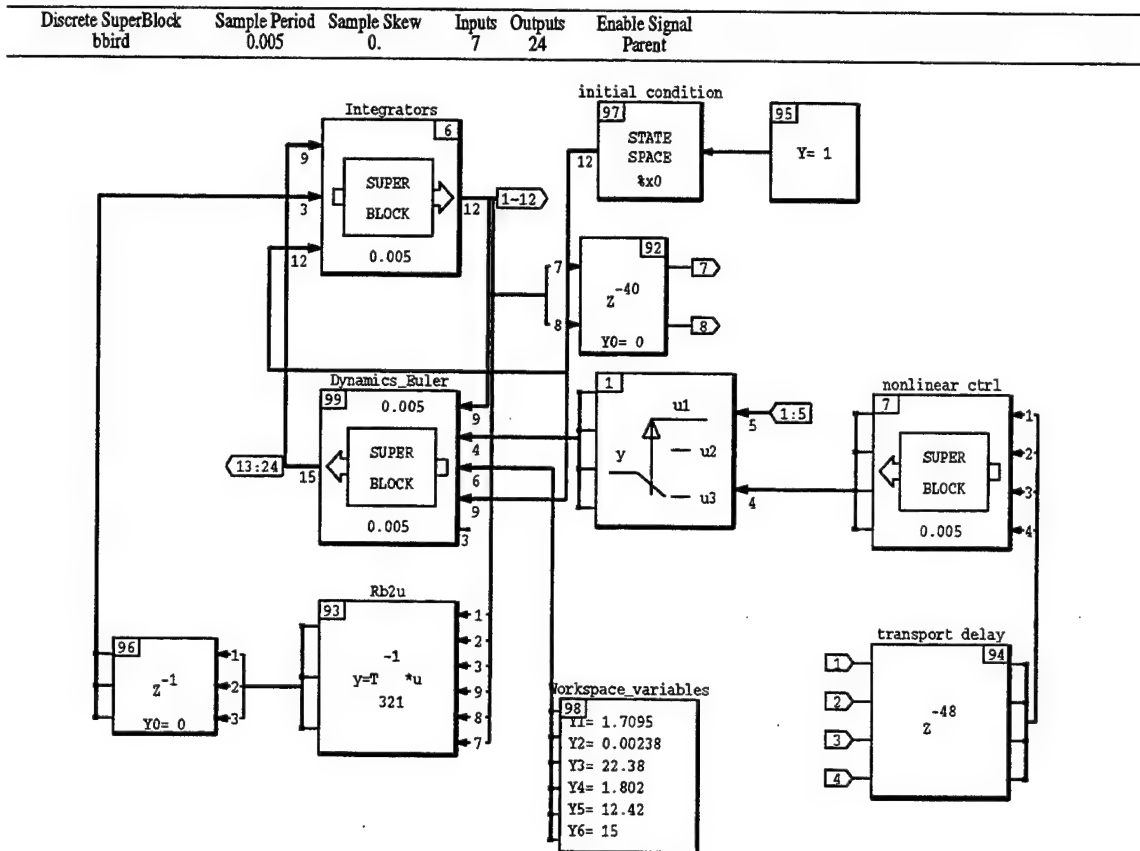 Discrete SuperBlock Sample Period Sample Skew Inputs Outputs Enable Signal
bbird 0.005 0. 7 24 Parent
Integrators
6
9
SUPER
3
BLOCK
12
1~12
12
0.005
initial condition
97
STATE
SPACE
%x0
12
95
Y= 1
92
7
-40
Z
8
Y0= 0
7
8
Dynamics_Euler
99
0.005
9
4
SUPER
6
BLOCK
9
0.005
3
15
13:24
1
u1
u2
u3
y
5
1:5
4
nonlinear ctrl
7
1
SUPER
2
BLOCK
3
0.005
4
Rb2u
93
-1
y=T *u
321
1
2
3
9
8
7
96
-1
Z
Y0= 0
1
2
3
Workspace_variables
98
Y1= 1.7095
Y2= 0.00238
Y3= 22.38
Y4= 1.802
Y5= 12.42
Y6= 15
transport delay
94
1
2
3
4
-48
Z